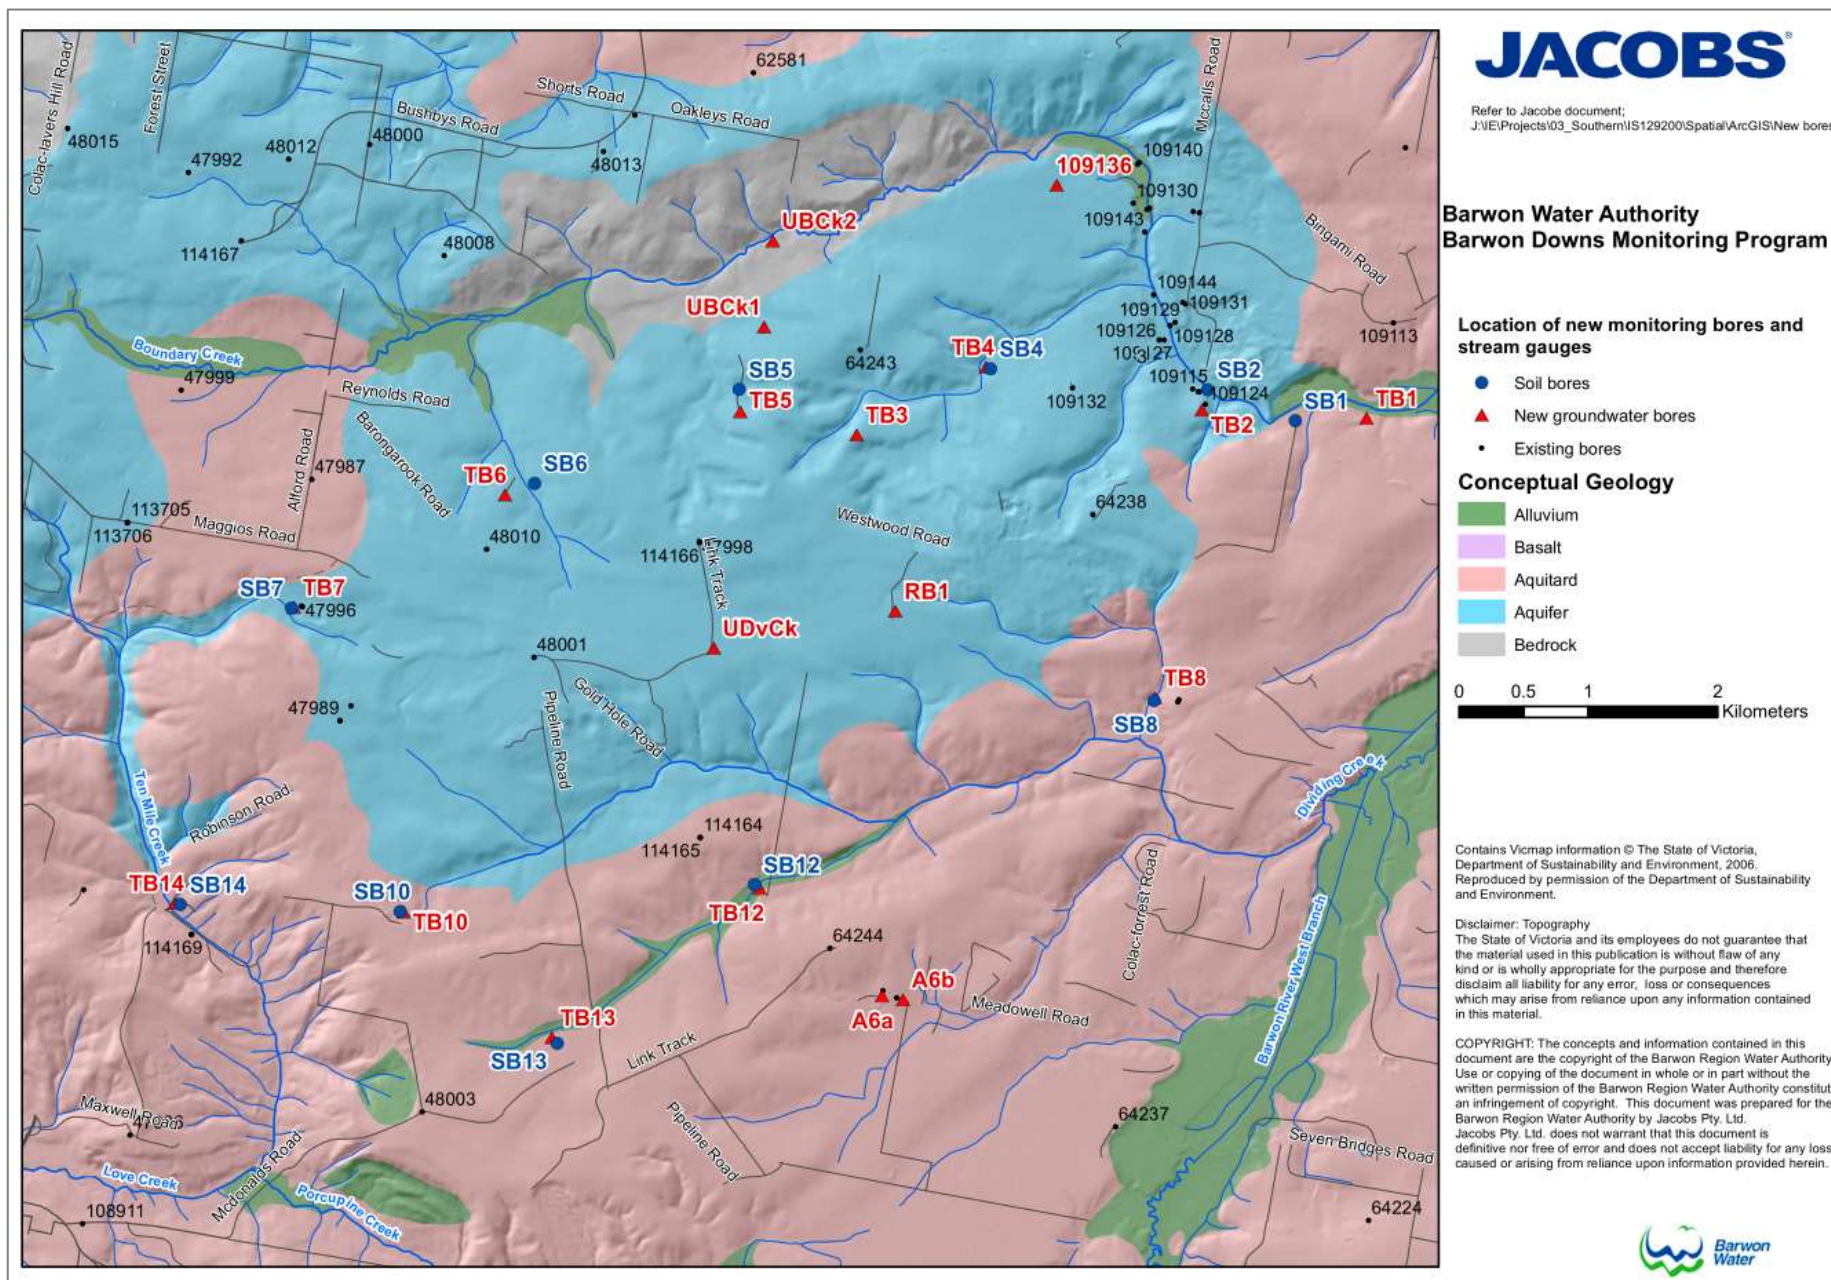 JACOBS®
Refer to Jacobe document;
J:\IE\Projects\03_Southern\IS129200\Spatial\ArcGIS\New bores
Barwon Water Authority
Barwon Downs Monitoring Program
Location of new monitoring bores and
stream gauges
Soil bores
New groundwater bores
Existing bores
Conceptual Geology
Alluvium
Basalt
Aquitard
Aquifer
Bedrock
0 0.5 1 2
Kilometers
Contains Vicmap information © The State of Victoria,
Department of Sustainability and Environment, 2006.
Reproduced by permission of the Department of Sustainability
and Environment.
Disclaimer: Topography
The State of Victoria and its employees do not guarantee that
the material used in this publication is without flaw of any
kind or is wholly appropriate for the purpose and therefore
disclaim all liability for any error, loss or consequences
which may arise from reliance upon any information contained
in this material.
COPYRIGHT: The concepts and information contained in this
document are the copyright of the Barwon Region Water Authority
Use or copying of the document in whole or in part without the
written permission of the Barwon Region Water Authority constitut
an infringement of copyright. This document was prepared for the
Barwon Region Water Authority by Jacobs Pty. Ltd.
Jacobs Pty. Ltd. does not warrant that this document is
definitive nor free of error and does not accept liability for any loss
caused or arising from reliance upon information provided herein.
Barwon
Water
Colac-lavers Hill Road
Forest Street
62581
Shorts Road
Oakleys Road
Bushbys Road
Mccalls Road
48015
47992
48012
48000
48013
109140
109136
109130
109143
UBCk2
Bingami Road
114167
48008
109144
109131
UBCk1
109129
109126
109128
109113
Boundary Creek
47999
Reynolds Road
SB5
TB5
64243
TB4
SB4
109132
109115
SB2
109124
TB2
SB1
TB1
TB3
Barongarook Road
Alford Road
47987
TB6
SB6
64238
113705
113706
Maggios Road
48010
114166
Link Track
Westwood Road
SB7
TB7
47996
RB1
48001
UDvCk
TB8
SB8
47989
Pipeline Road
Gold Hole Road
Ten Mile Creek
Robinson Road
Dividing Creek
114164
114165
TB14
SB14
SB10
TB10
SB12
TB12
Colac-forrest Road
114169
64244
A6b
A6a
Meadowell Road
Barwon River West Branch
TB13
SB13
Link Track
48003
Maxwell Road
Pipeline Road
64237
Seven Bridges Road
Love Creek
Mcdonalds Road
Porcupine Creek
108911
64224